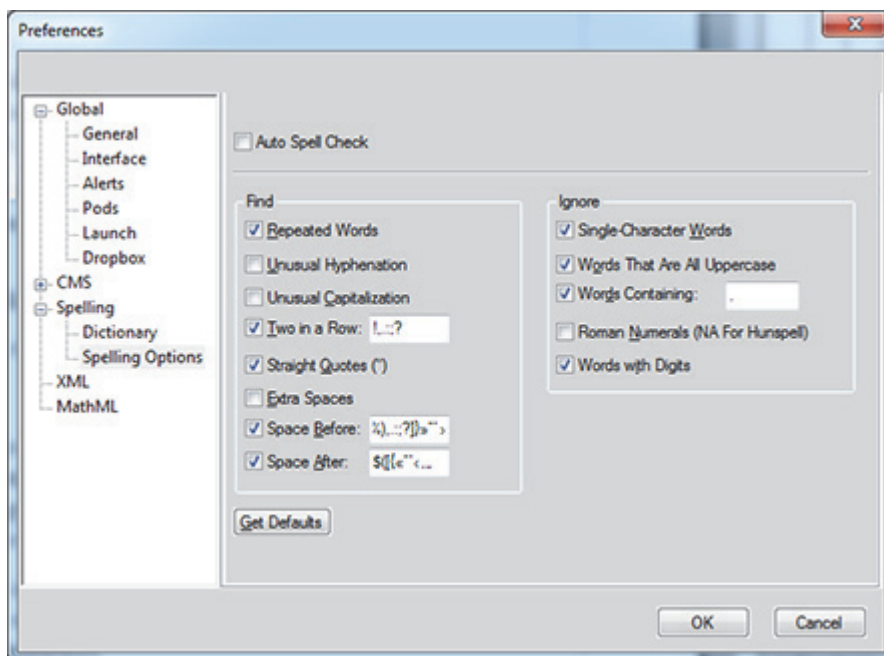 Preferences
Global
General
Interface
Alerts
Pods
Launch
Dropbox
CMS
Spelling
Dictionary
Spelling Options
XML
MathML
Auto Spell Check
Find
Repeated Words
Unusual Hyphenation
Unusual Capitalization
Two in a Row: !,.:;?
Straight Quotes (")
Extra Spaces
Space Before:
Space After:
Get Defaults
Ignore
Single-Character Words
Words That Are All Uppercase
Words Containing: .
Roman Numerals (NA For Hunspell)
Words with Digits
OK
Cancel